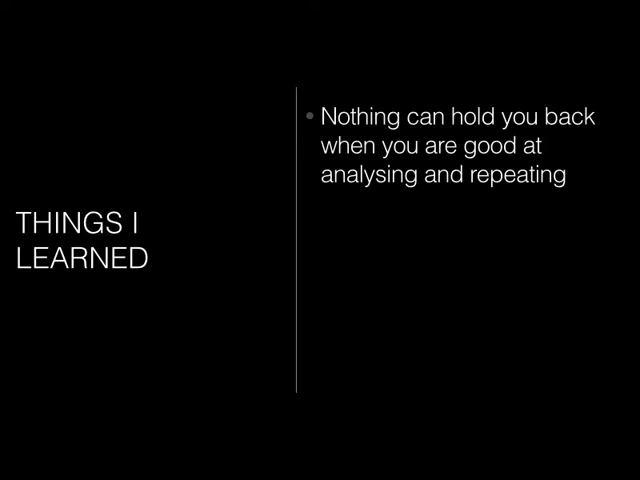 THINGS I
LEARNED
• Nothing can hold you back
when you are good at
analysing and repeating